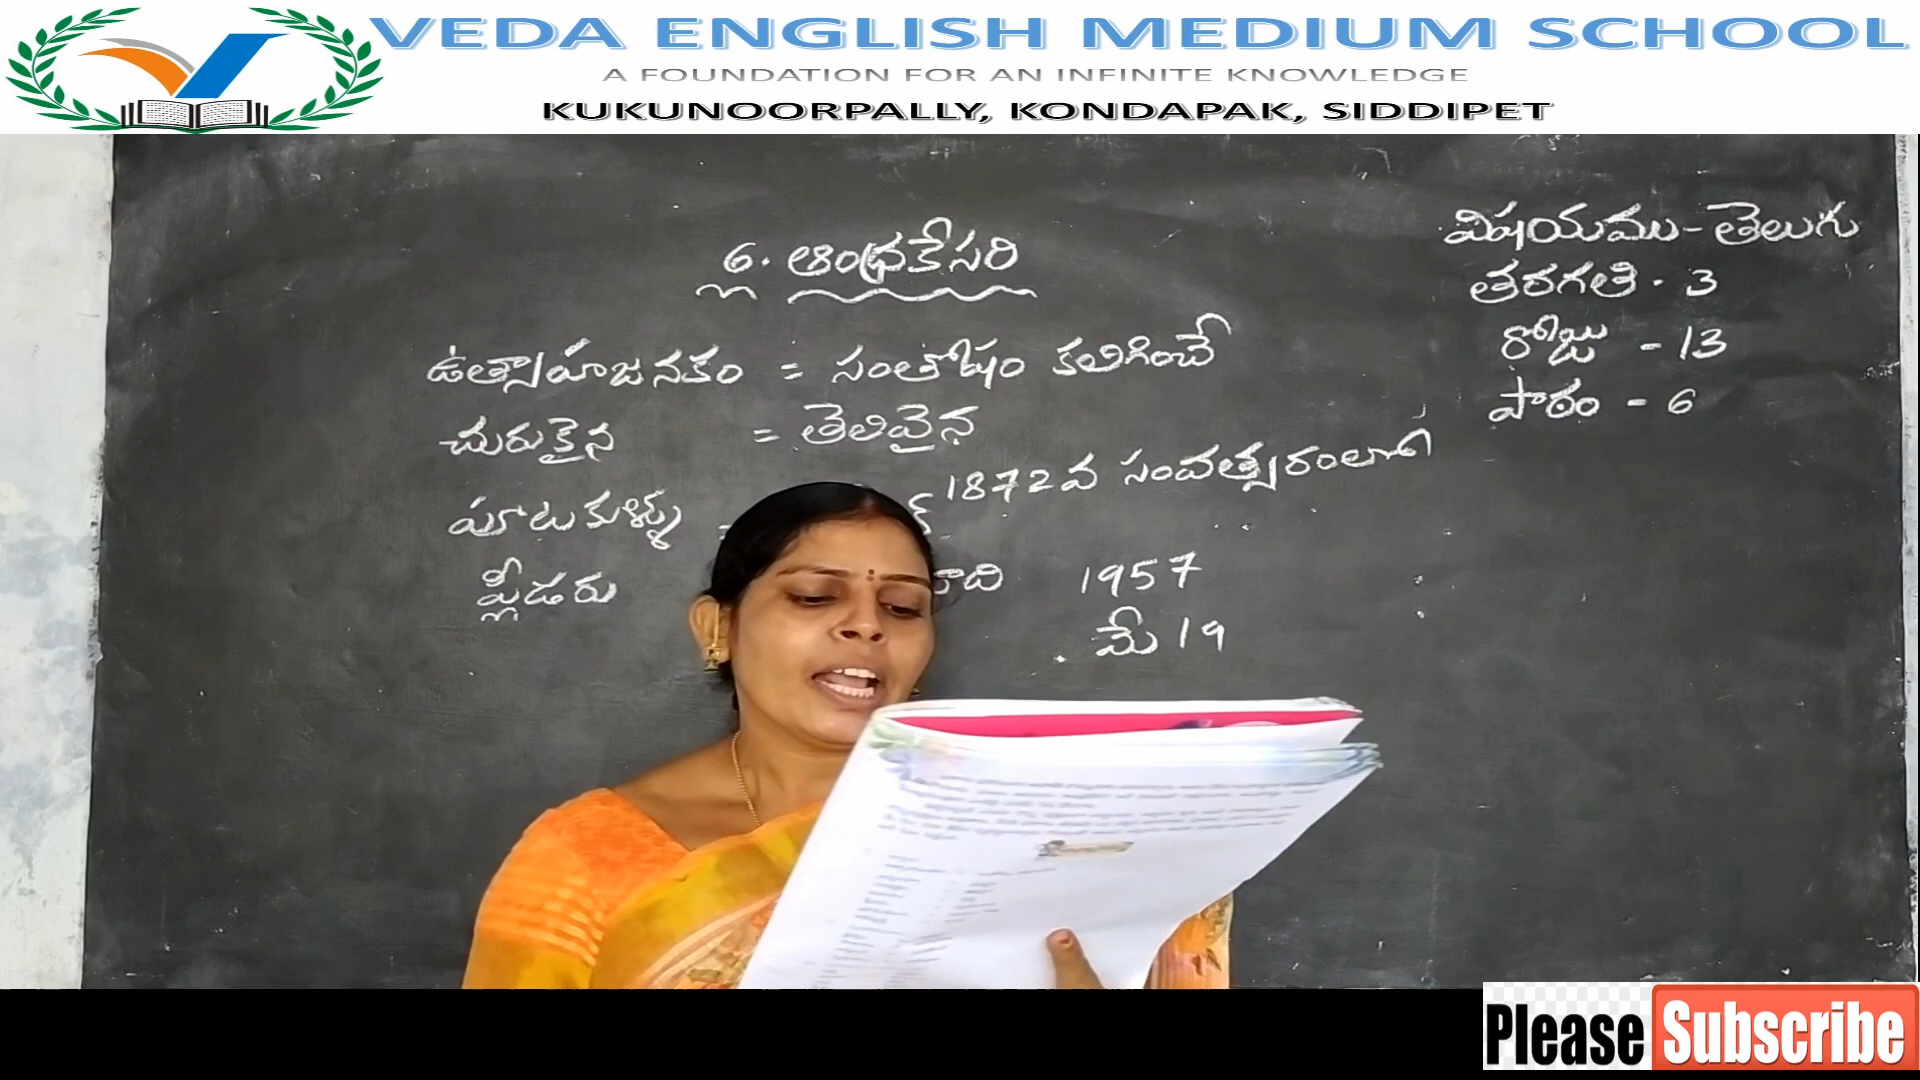 VEDA ENGLISH MEDIUM SCHOOL
A FOUNDATION FOR AN INFINITE KNOWLEDGE
KUKUNOORPALLY, KONDAPAK, SIDDIPET
6. ఆంధ్రకేసరి
విషయము - తెలుగు
తరగతి - 3
రోజు - 13
పాఠం - 6
ఉత్సాహజనకం = సంతోషం కలిగించే
చురుకైన = తెలివైన
పూటకుళ్ళు =
1872వ సంవత్సరంలో
ప్లీడరు
1957
మే 19
Please Subscribe